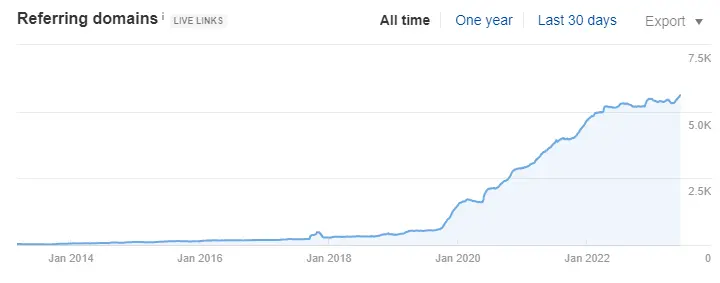 Referring domains i LIVE LINKS All time One year Last 30 days Export
7.5K
5.0K
2.5K
Jan 2014 Jan 2016 Jan 2018 Jan 2020 Jan 2022 0